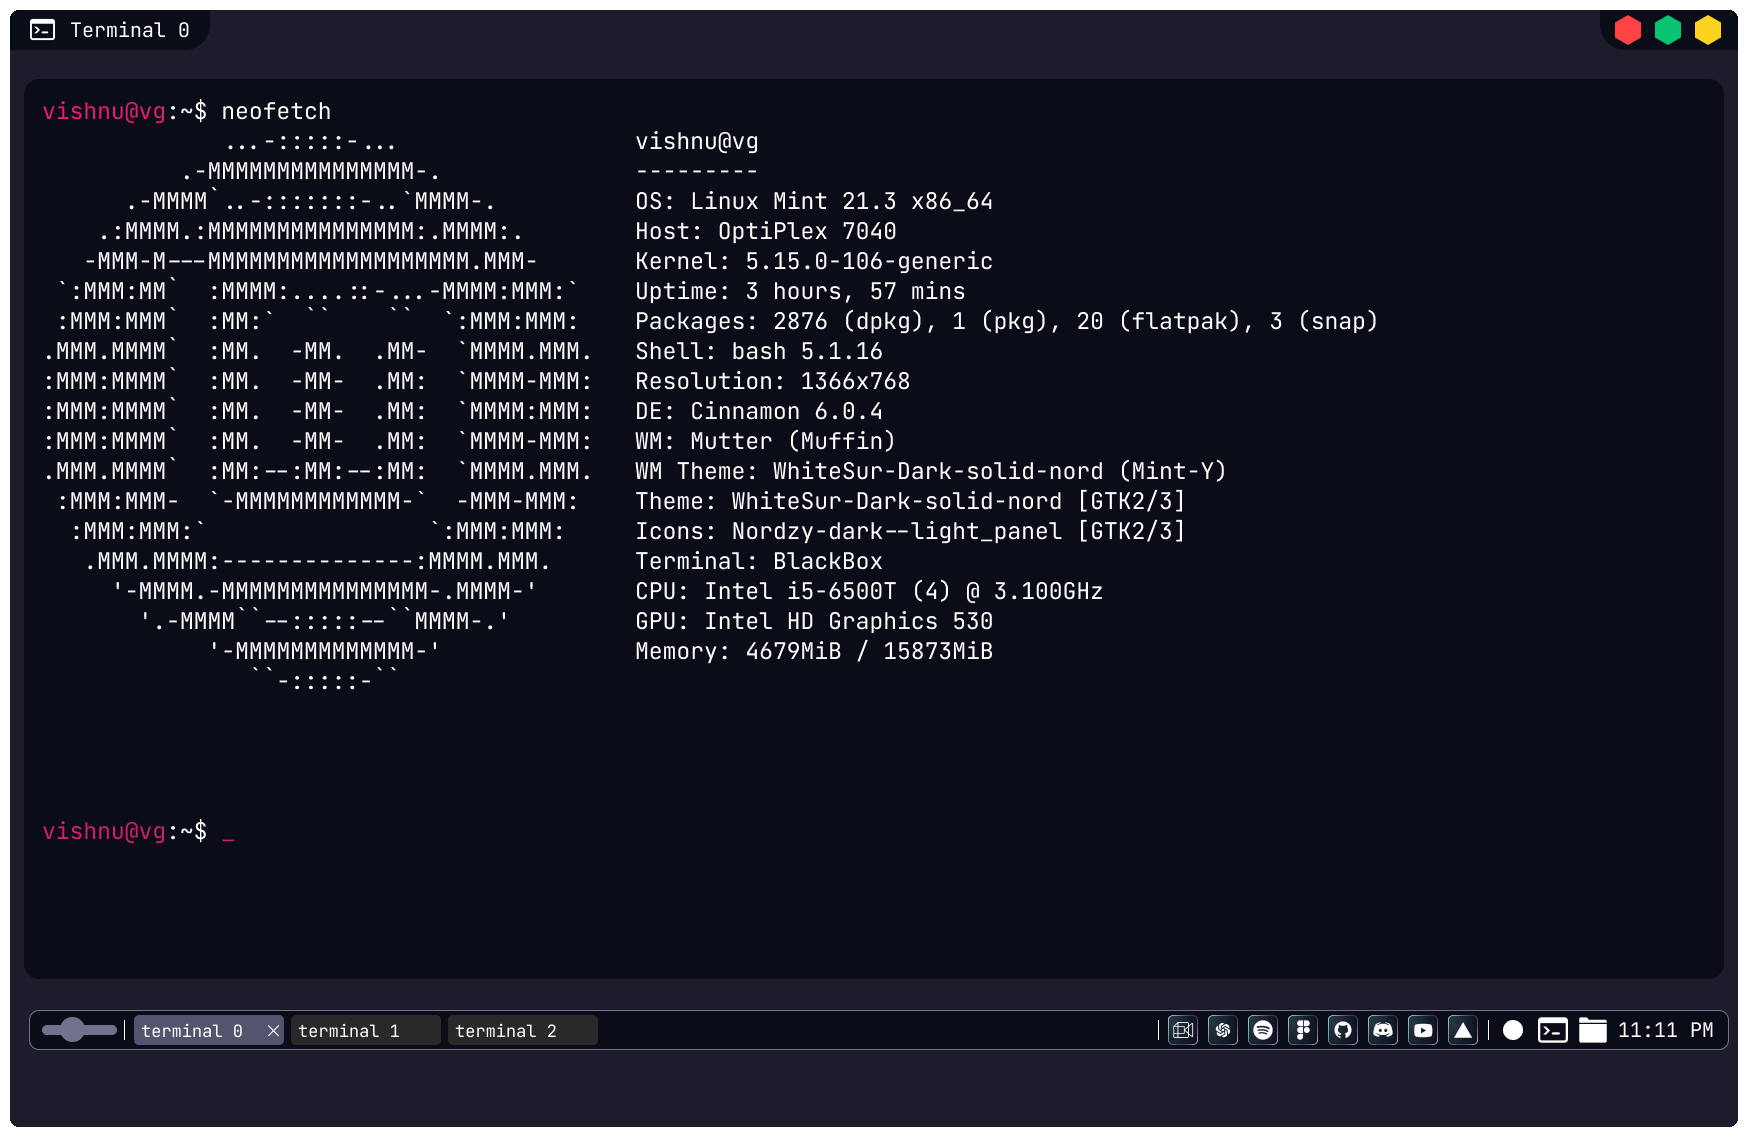 Terminal 0
vishnu@vg:~$ neofetch
             ...-:::::-...                 vishnu@vg
          .-MMMMMMMMMMMMMMM-.              ---------
      .-MMMM`..-:::::::-..`MMMM-.          OS: Linux Mint 21.3 x86_64
    .:MMMM.:MMMMMMMMMMMMMMM:.MMMM:.        Host: OptiPlex 7040
   -MMM-M---MMMMMMMMMMMMMMMMMMM.MMM-       Kernel: 5.15.0-106-generic
 `:MMM:MM`  :MMMM:....::-...-MMMM:MMM:`    Uptime: 3 hours, 57 mins
 :MMM:MMM`  :MM:`  ``    ``  `:MMM:MMM:    Packages: 2876 (dpkg), 1 (pkg), 20 (flatpak), 3 (snap)
.MMM.MMMM`  :MM.  -MM.  .MM-  `MMMM.MMM.   Shell: bash 5.1.16
:MMM:MMMM`  :MM.  -MM-  .MM:  `MMMM-MMM:   Resolution: 1366x768
:MMM:MMMM`  :MM.  -MM-  .MM:  `MMMM:MMM:   DE: Cinnamon 6.0.4
:MMM:MMMM`  :MM.  -MM-  .MM:  `MMMM-MMM:   WM: Mutter (Muffin)
.MMM.MMMM`  :MM:--:MM:--:MM:  `MMMM.MMM.   WM Theme: WhiteSur-Dark-solid-nord (Mint-Y)
 :MMM:MMM-  `-MMMMMMMMMMMM-`  -MMM-MMM:    Theme: WhiteSur-Dark-solid-nord [GTK2/3]
  :MMM:MMM:`                `:MMM:MMM:     Icons: Nordzy-dark--light_panel [GTK2/3]
   .MMM.MMMM:--------------:MMMM.MMM.      Terminal: BlackBox
     '-MMMM.-MMMMMMMMMMMMMMM-.MMMM-'       CPU: Intel i5-6500T (4) @ 3.100GHz
       '.-MMMM``--:::::--``MMMM-.'         GPU: Intel HD Graphics 530
            '-MMMMMMMMMMMMM-'              Memory: 4679MiB / 15873MiB
               ``-:::::-``
vishnu@vg:~$ _
terminal 0 terminal 1 terminal 2 11:11 PM